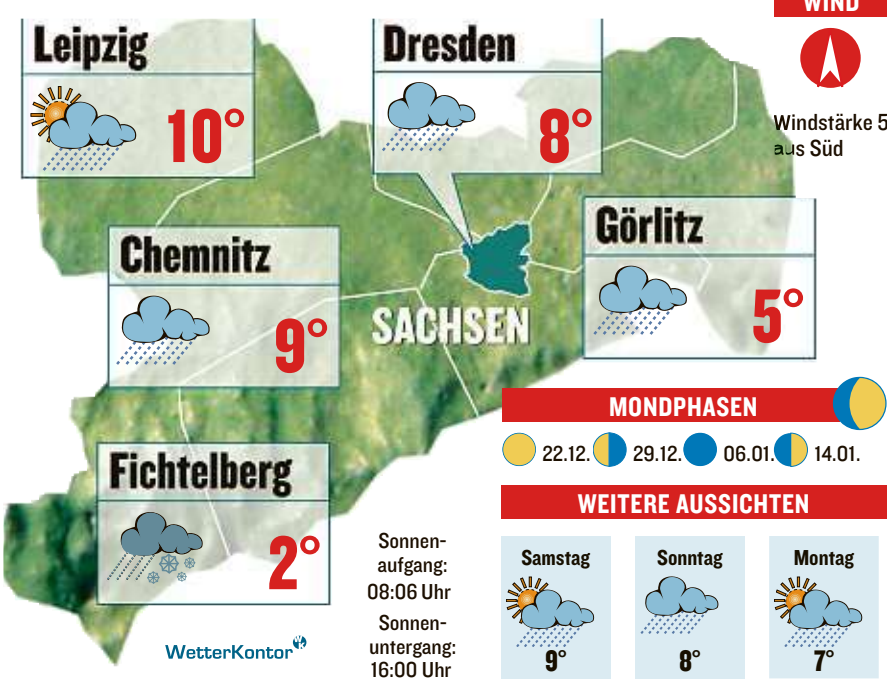 WIND
Windstärke 5
aus Süd
Leipzig
10°
Dresden
8°
Görlitz
5°
Chemnitz
9°
SACHSEN
Fichtelberg
2°
MONDPHASEN
22.12. 29.12. 06.01. 14.01.
WEITERE AUSSICHTEN
Samstag
9°
Sonntag
8°
Montag
7°
Sonnen-
aufgang:
08:06 Uhr
Sonnen-
untergang:
16:00 Uhr
WetterKontor